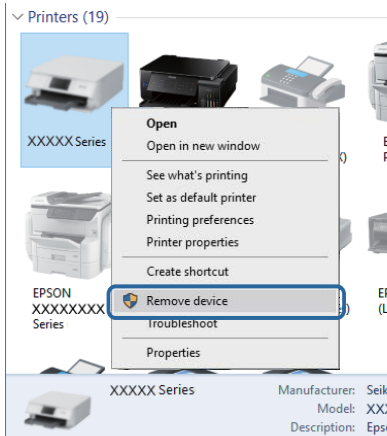 Printers (19)
XXXXX Series
Open
Open in new window
See what's printing
Set as default printer
Printing preferences
Printer properties
Create shortcut
Remove device
Troubleshoot
Properties
EPSON
XXXXXXXX
Series
XXXXX Series
Manufacturer:
Model:
Description: